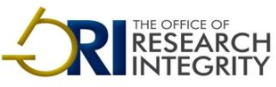 ORI
THE OFFICE OF
RESEARCH
INTEGRITY